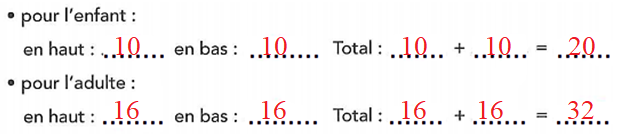 • pour l'enfant :
en haut : 10 en bas : 10 Total : 10 + 10 = 20
• pour l'adulte :
en haut : 16 en bas : 16 Total : 16 + 16 = 32